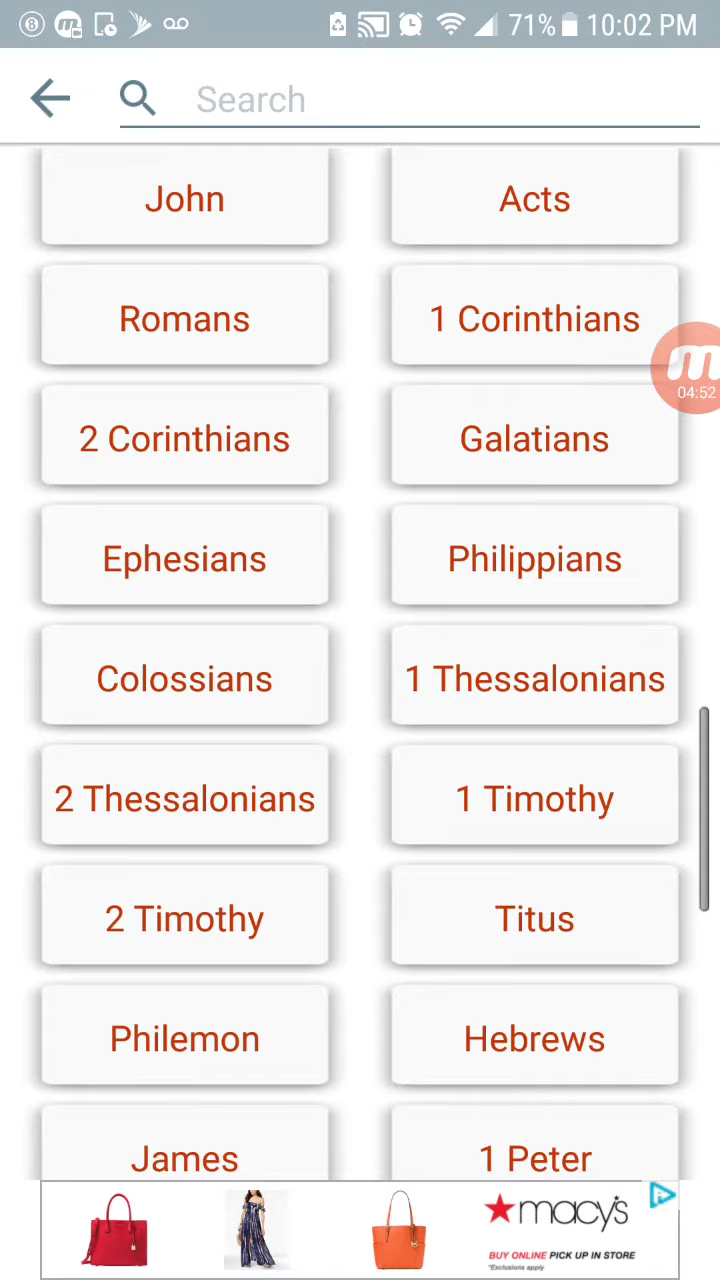 71% 10:02 PM
Search
John Acts
Romans 1 Corinthians
04:52
2 Corinthians Galatians
Ephesians Philippians
Colossians 1 Thessalonians
2 Thessalonians 1 Timothy
2 Timothy Titus
Philemon Hebrews
James 1 Peter
macy's
BUY ONLINE PICK UP IN STORE
*Exclusions apply